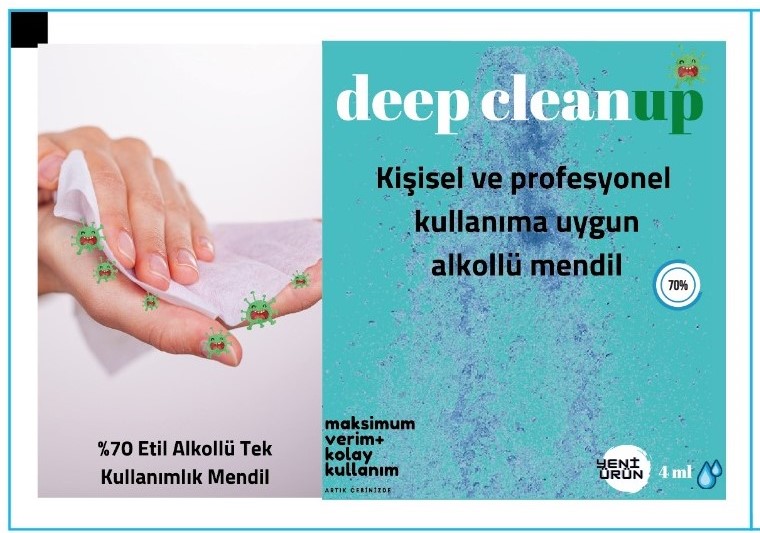 deep cleanup
Kişisel ve profesyonel
kullanıma uygun
alkollü mendil
70%
%70 Etil Alkollü Tek
Kullanımlık Mendil
maksimum
verim+
kolay
kullanım
ARTIK CEBİNİZDE
YENİ
ÜRÜN
4 ml